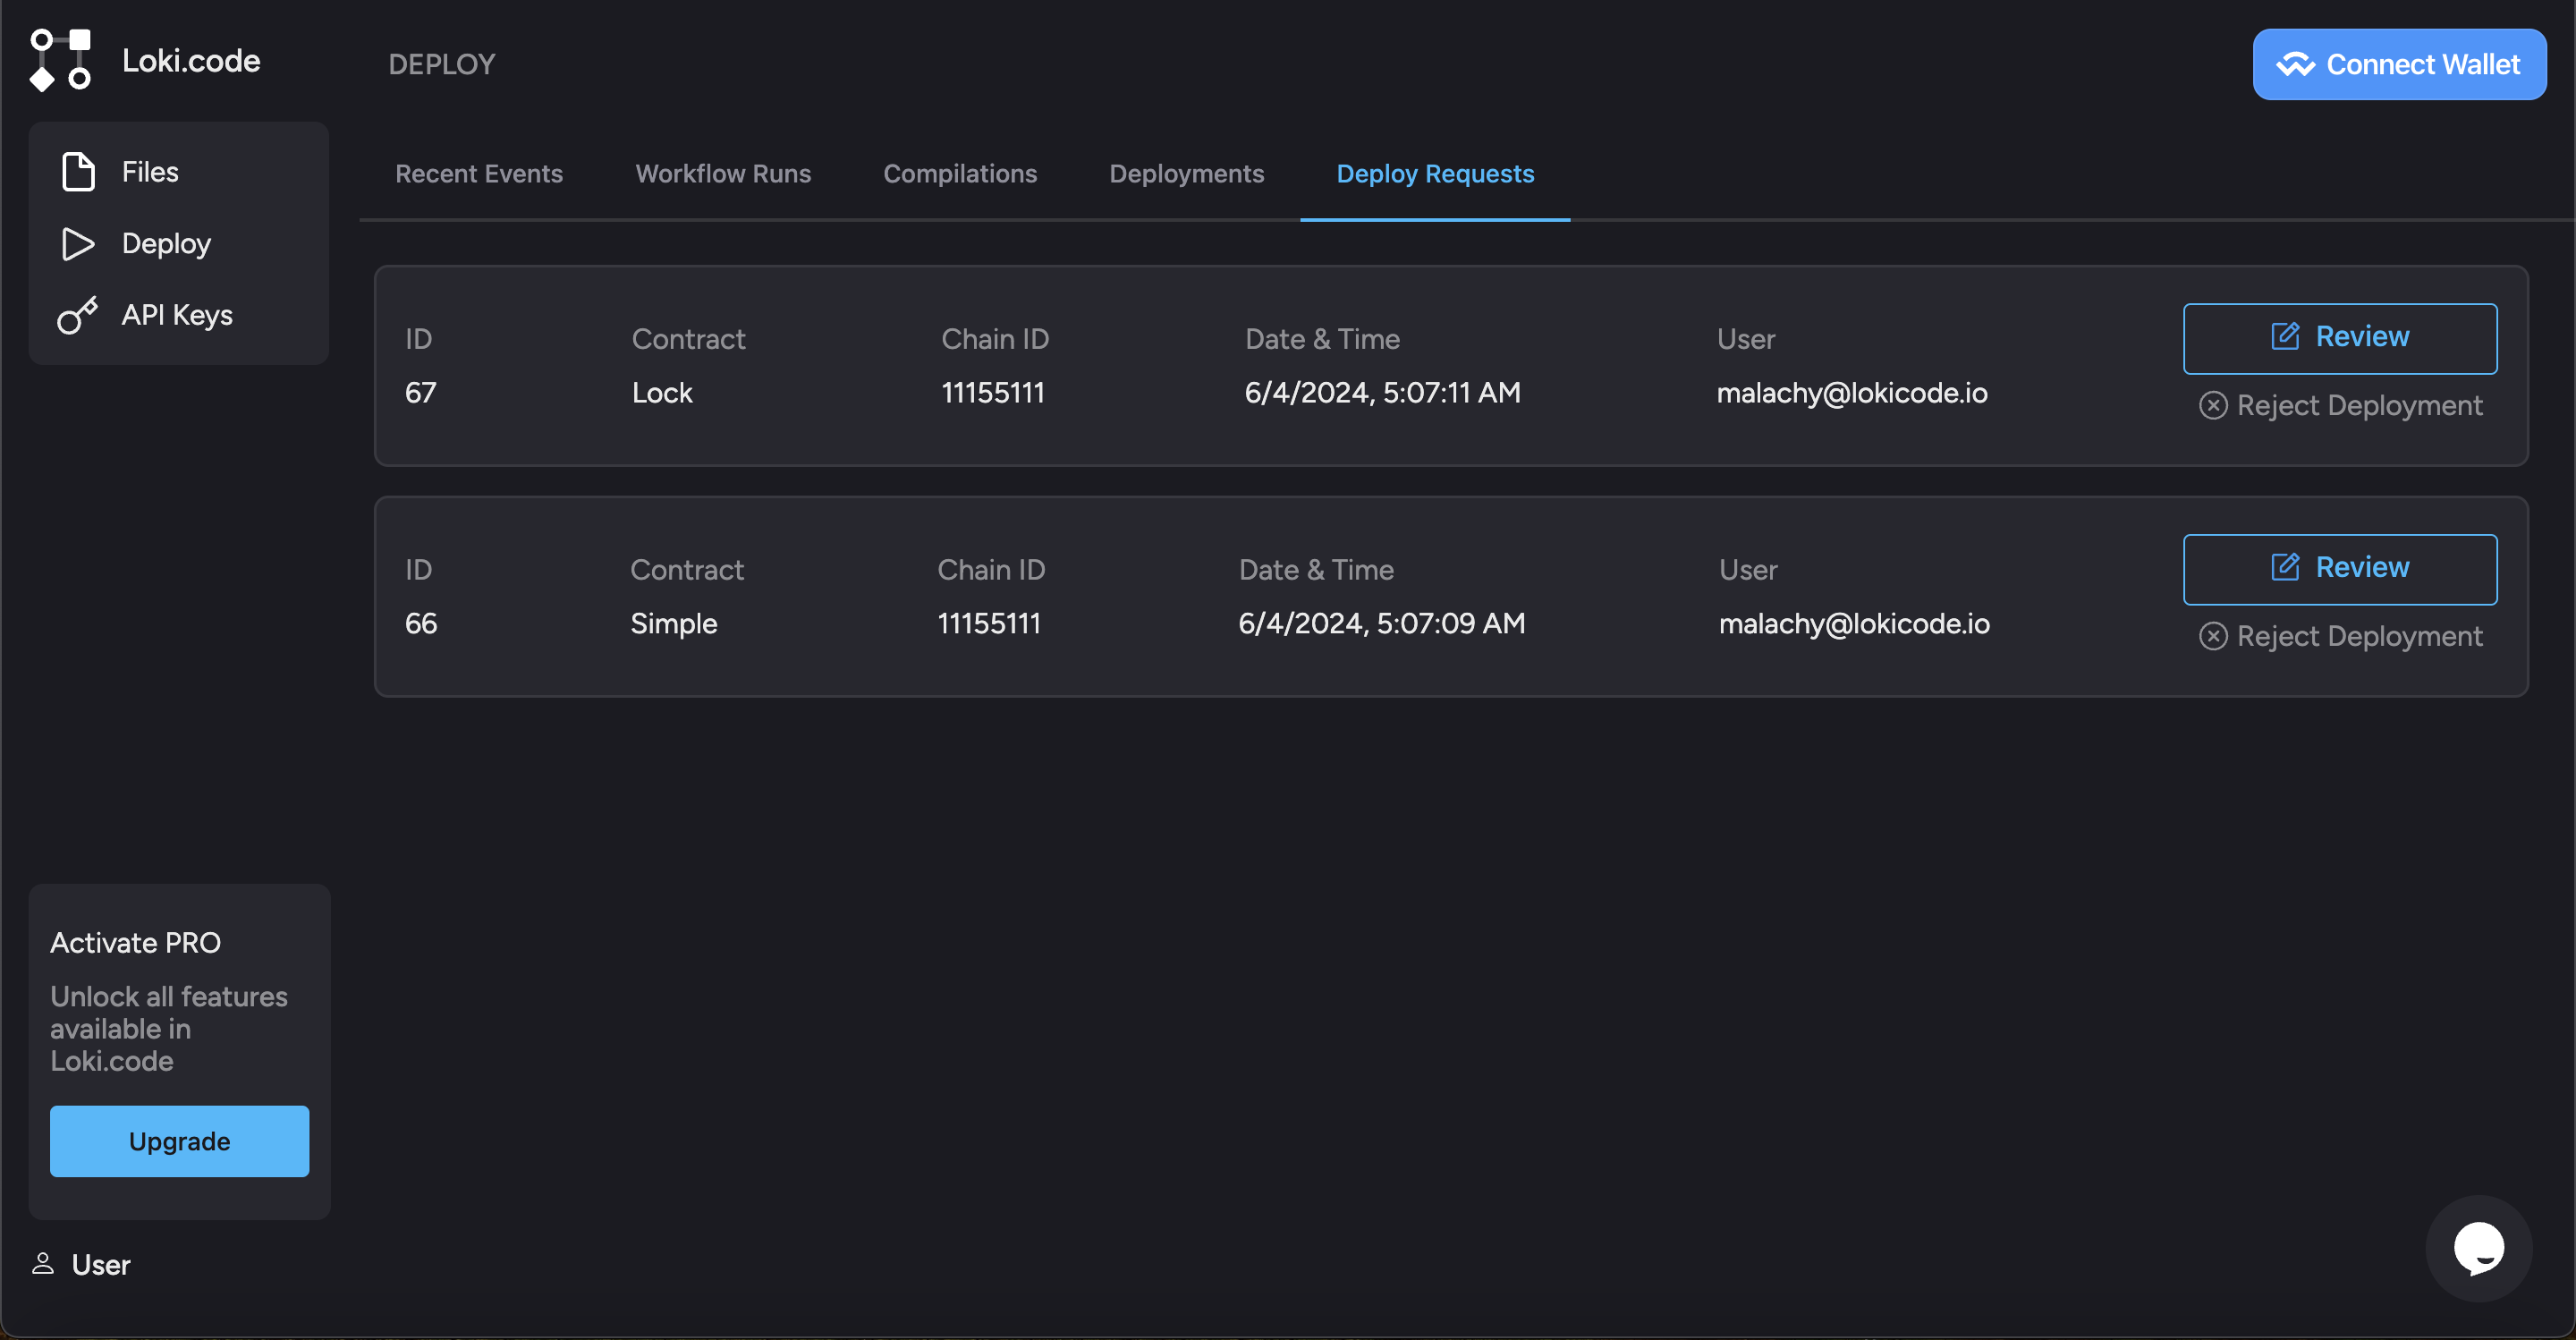 Loki.code
DEPLOY
Connect Wallet
Files
Deploy
API Keys
Recent Events
Workflow Runs
Compilations
Deployments
Deploy Requests
ID
Contract
Chain ID
Date & Time
User
Review
67
Lock
11155111
6/4/2024, 5:07:11 AM
malachy@lokicode.io
Reject Deployment
ID
Contract
Chain ID
Date & Time
User
Review
66
Simple
11155111
6/4/2024, 5:07:09 AM
malachy@lokicode.io
Reject Deployment
Activate PRO
Unlock all features
available in
Loki.code
Upgrade
User